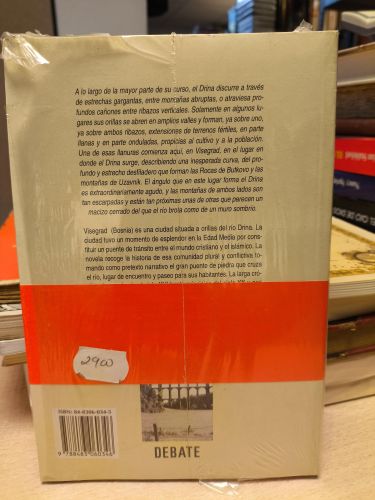 A lo largo de la mayor parte de su curso, el Drina discurre a través
de estrechas gargantas, entre montañas abruptas, o atraviesa pro-
fundos cañones entre ribazos verticales. Solamente en algunos lu-
gares sus orillas se abren en amplios valles y forman, ya sobre uno,
ya sobre ambos ribazos, extensiones de terrenos fértiles, en parte
llanas y en parte onduladas, propicias al cultivo y a la población.
Una de esas llanuras comienza aquí, en Visegrad, en el lugar en
donde el Drina surge, describiendo una inesperada curva, del pro-
fundo y estrecho desfiladero que forman las Rocas de Butkovo y las
montañas de Uzavnik. El ángulo que en este lugar forma el Drina
es extraordinariamente agudo, y las montañas de ambos lados son
tan escarpadas y están tan próximas unas de otras que parecen un
macizo cerrado del que el río brota como de un muro sombrío.
Visegrad (Bosnia) es una ciudad situada a orillas del río Drina. La
ciudad tuvo un momento de esplendor en la Edad Media por cons-
tituir un puente de tránsito entre el mundo cristiano y el islámico. La
novela recoge la historia de esa comunidad plural y conflictiva to-
mando como pretexto narrativo el gran puente de piedra que cruza
el río, lugar de encuentro y paseo para sus habitantes. La larga cró-
2900
ISBN: 84-8306-034-3
9 788483 060346
DEBATE